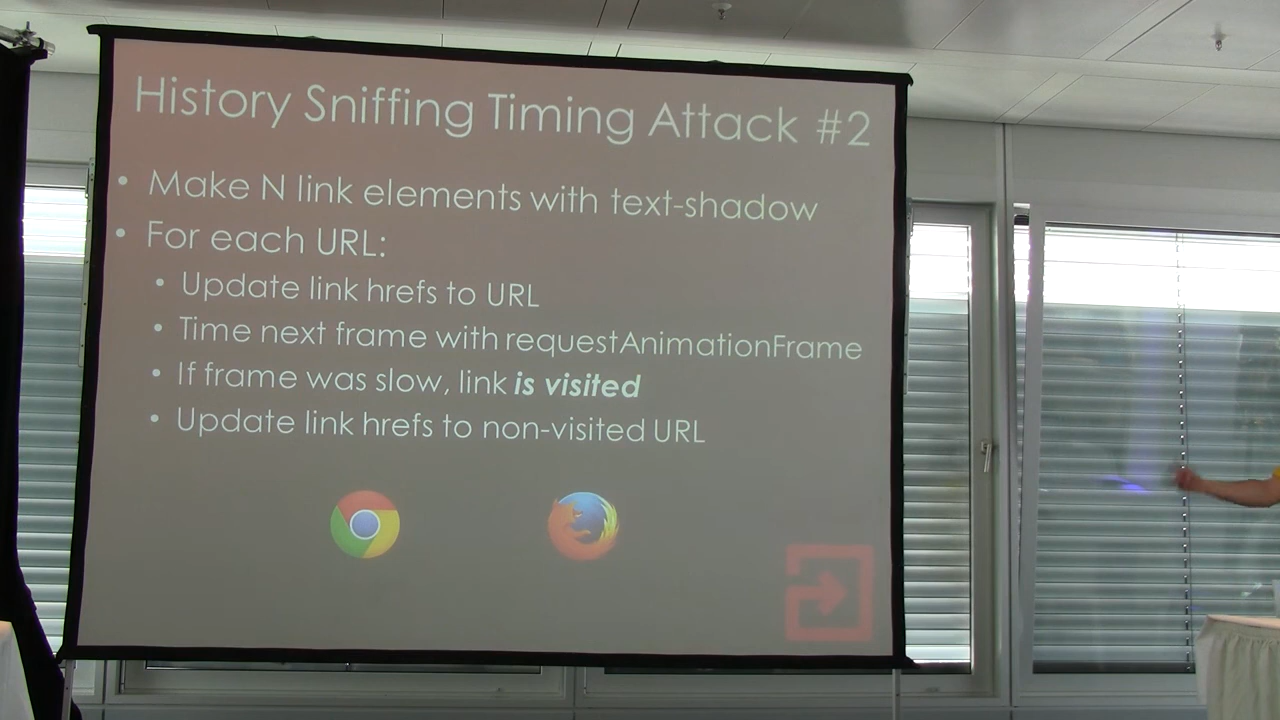 History Sniffing Timing Attack #2
• Make N link elements with text-shadow
• For each URL:
• Update link hrefs to URL
• Time next frame with requestAnimationFrame
• If frame was slow, link is visited
• Update link hrefs to non-visited URL